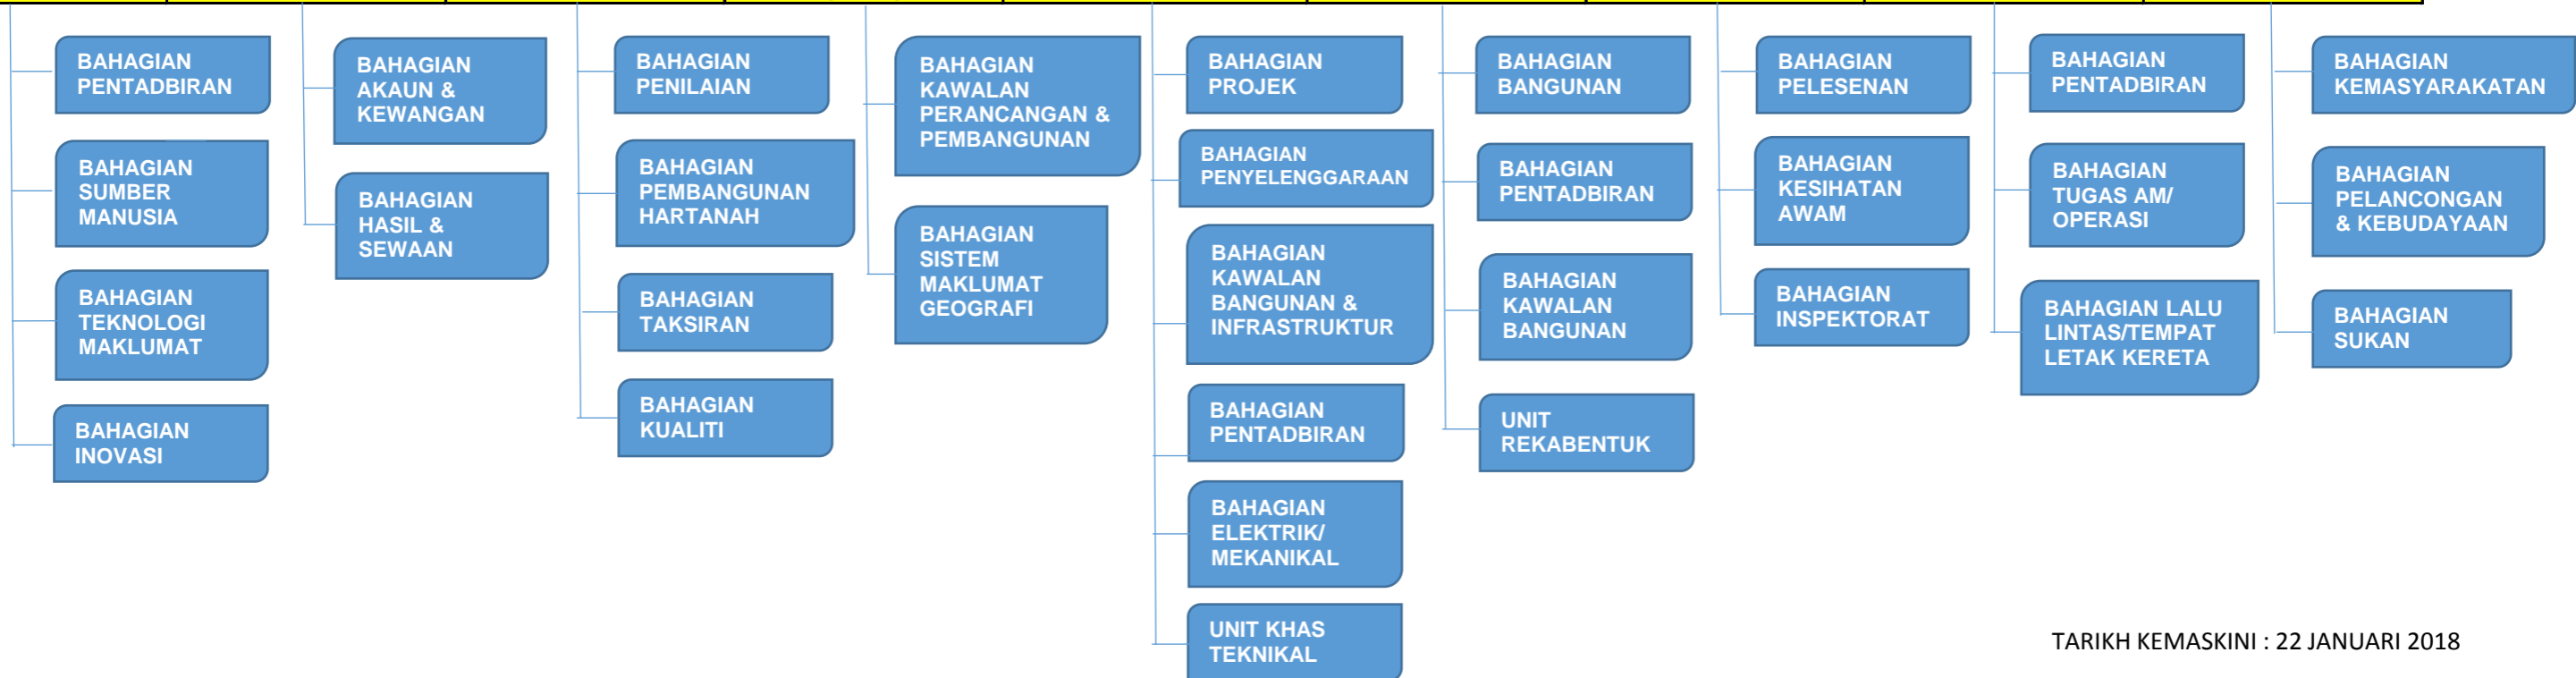 BAHAGIAN
PENTADBIRAN
BAHAGIAN
SUMBER
MANUSIA
BAHAGIAN
TEKNOLOGI
MAKLUMAT
BAHAGIAN
INOVASI
BAHAGIAN
AKAUN &
KEWANGAN
BAHAGIAN
HASIL &
SEWAAN
BAHAGIAN
PENILAIAN
BAHAGIAN
PEMBANGUNAN
HARTANAH
BAHAGIAN
TAKSIRAN
BAHAGIAN
KUALITI
BAHAGIAN
KAWALAN
PERANCANGAN &
PEMBANGUNAN
BAHAGIAN
SISTEM
MAKLUMAT
GEOGRAFI
BAHAGIAN
PROJEK
BAHAGIAN
PENYELENGGARAAN
BAHAGIAN
KAWALAN
BANGUNAN &
INFRASTRUKTUR
BAHAGIAN
PENTADBIRAN
BAHAGIAN
ELEKTRIK/
MEKANIKAL
UNIT KHAS
TEKNIKAL
BAHAGIAN
BANGUNAN
BAHAGIAN
PENTADBIRAN
BAHAGIAN
KAWALAN
BANGUNAN
UNIT
REKABENTUK
BAHAGIAN
PELESENAN
BAHAGIAN
KESIHATAN
AWAM
BAHAGIAN
INSPEKTORAT
BAHAGIAN
PENTADBIRAN
BAHAGIAN
TUGAS AM/
OPERASI
BAHAGIAN LALU
LINTAS/TEMPAT
LETAK KERETA
BAHAGIAN
KEMASYARAKATAN
BAHAGIAN
PELANCONGAN
& KEBUDAYAAN
BAHAGIAN
SUKAN
TARIKH KEMASKINI : 22 JANUARI 2018